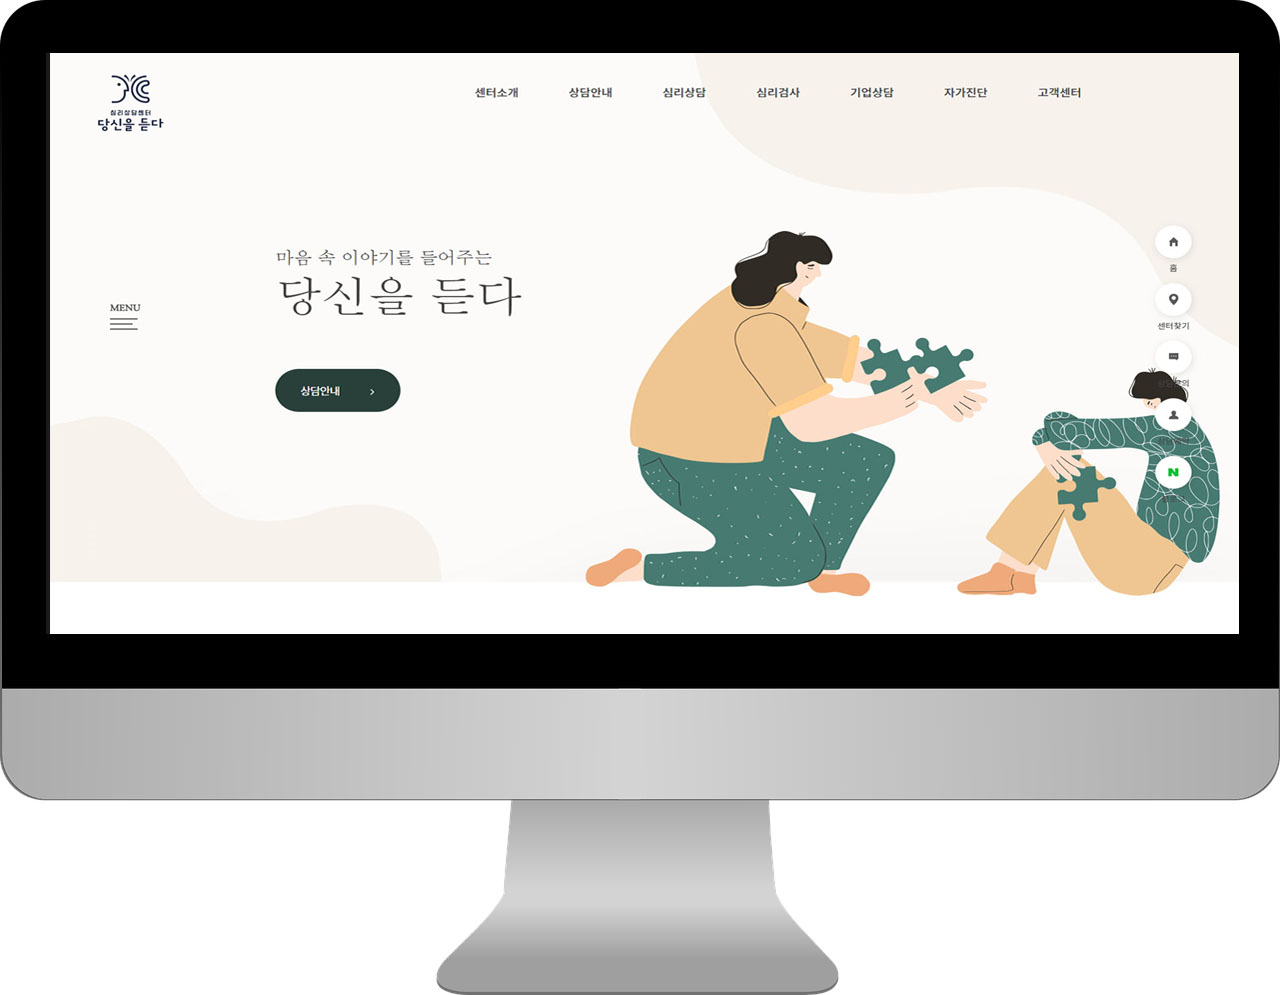 심리상담센터
당신을 듣다
센터소개 상담안내 심리상담 심리검사 기업상담 자가진단 고객센터
마음 속 이야기를 들어주는
당신을 듣다
MENU
상담안내 >
홈
센터찾기
N